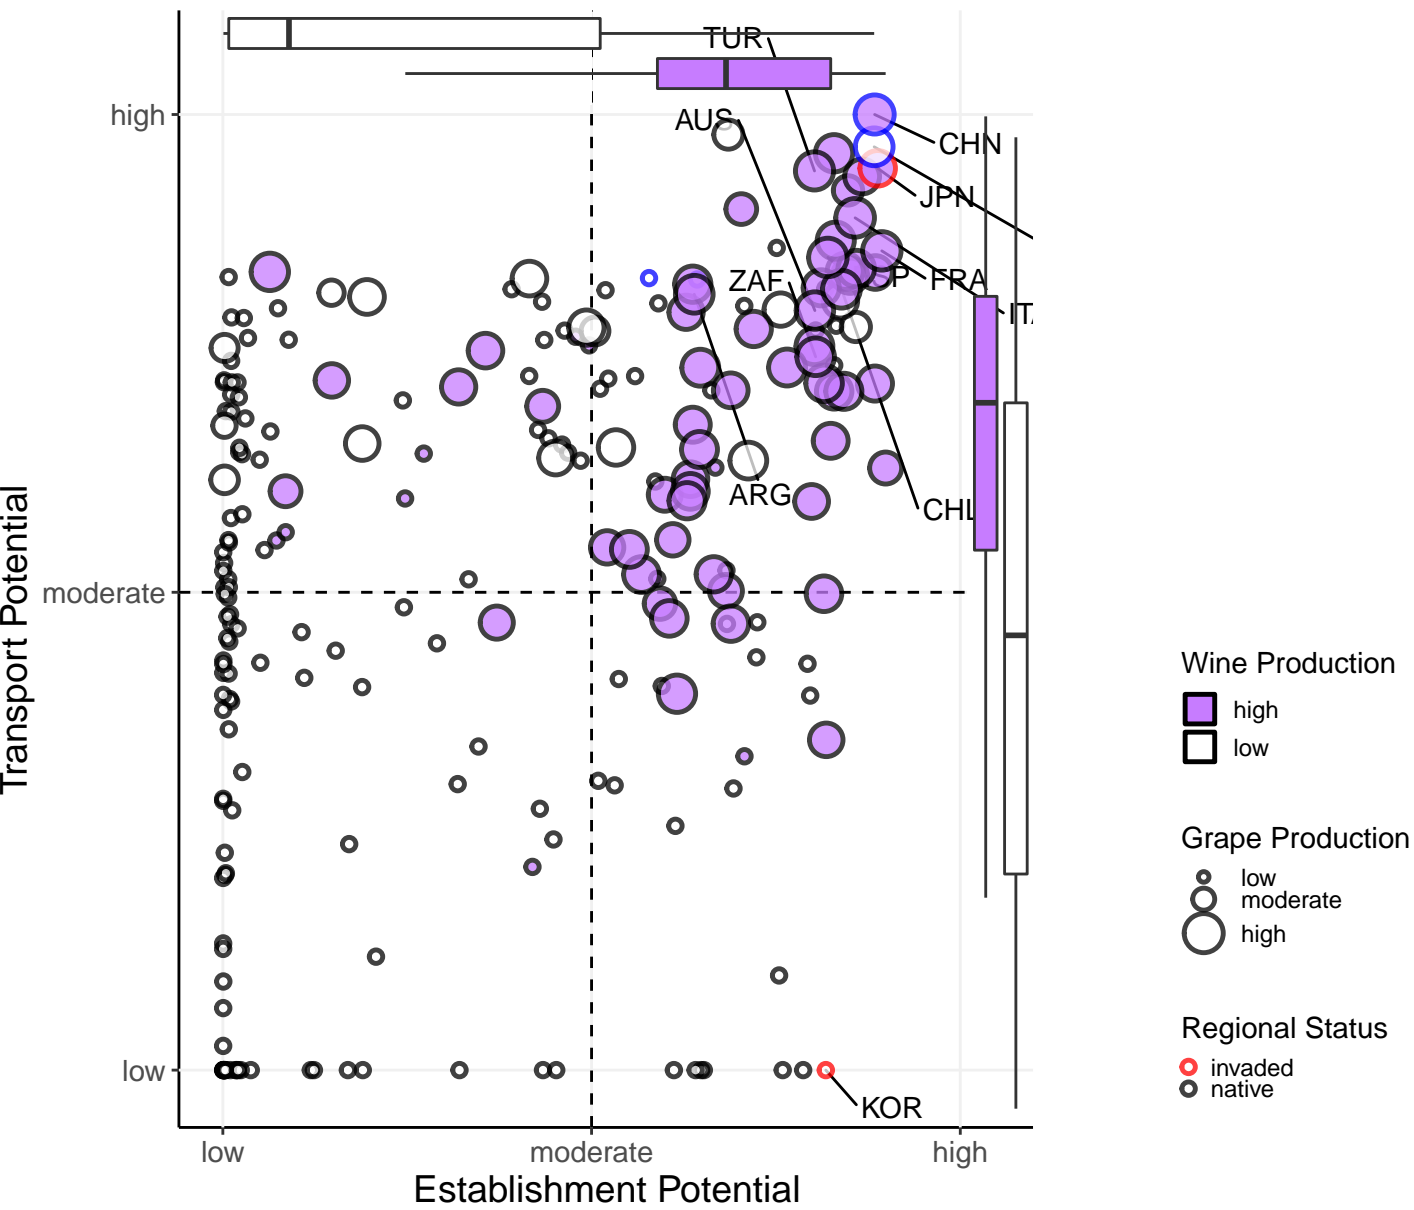 TUR
high
AUS
CHN
JPN
ZAF
P
FRA
ITA
ARG
CHL
Transport Potential
moderate
low
KOR
low
moderate
high
Establishment Potential
Wine Production
high
low
Grape Production
low
moderate
high
Regional Status
invaded
native